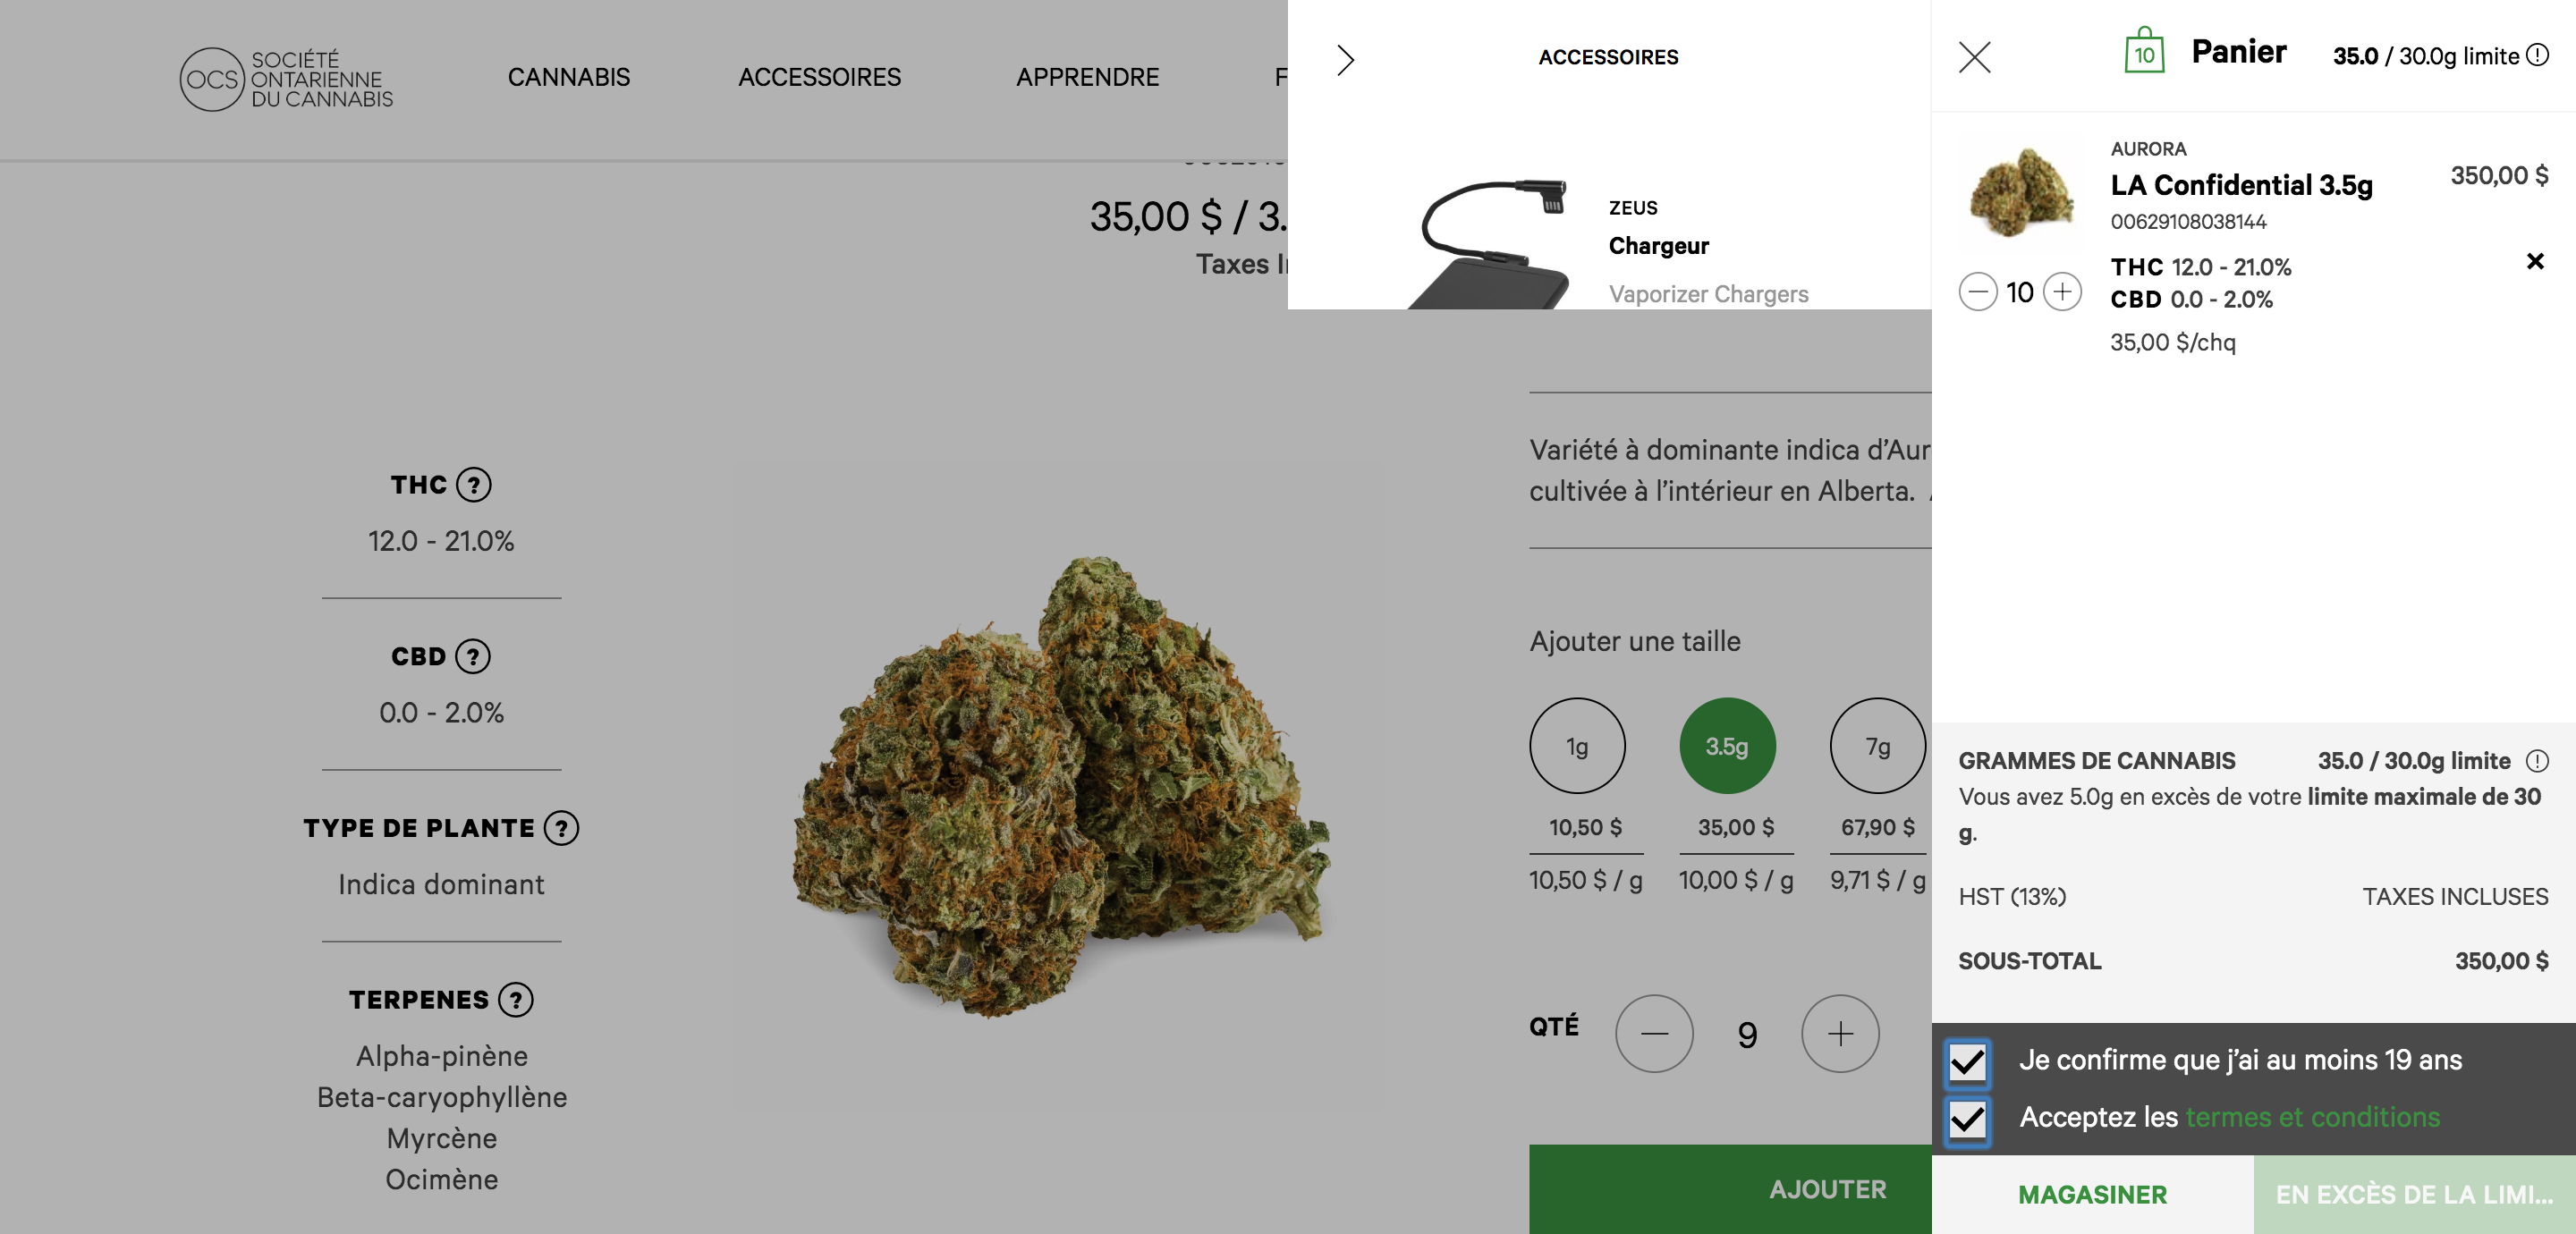 OCS SOCIÉTÉ
ONTARIENNE
DU CANNABIS
CANNABIS
ACCESSOIRES
APPRENDRE
F
35,00 $ / 3.
Taxes I
THC ?
12.0 - 21.0%
CBD ?
0.0 - 2.0%
TYPE DE PLANTE ?
Indica dominant
TERPENES ?
Alpha-pinène
Beta-caryophyllène
Myrcène
Ocimène
Variété à dominante indica d’Aur
cultivée à l’intérieur en Alberta.
Ajouter une taille
1g
3.5g
7g
10,50 $
35,00 $
67,90 $
10,50 $ / g
10,00 $ / g
9,71 $ / g
QTÉ
9
AJOUTER
ACCESSOIRES
ZEUS
Chargeur
Vaporizer Chargers
10
Panier
35.0 / 30.0g limite
AURORA
LA Confidential 3.5g
350,00 $
00629108038144
THC 12.0 - 21.0%
CBD 0.0 - 2.0%
10
35,00 $/chq
GRAMMES DE CANNABIS
35.0 / 30.0g limite
Vous avez 5.0g en excès de votre limite maximale de 30
g.
HST (13%)
TAXES INCLUSES
SOUS-TOTAL
350,00 $
Je confirme que j’ai au moins 19 ans
Acceptez les termes et conditions
MAGASINER
EN EXCÈS DE LA LIMI...